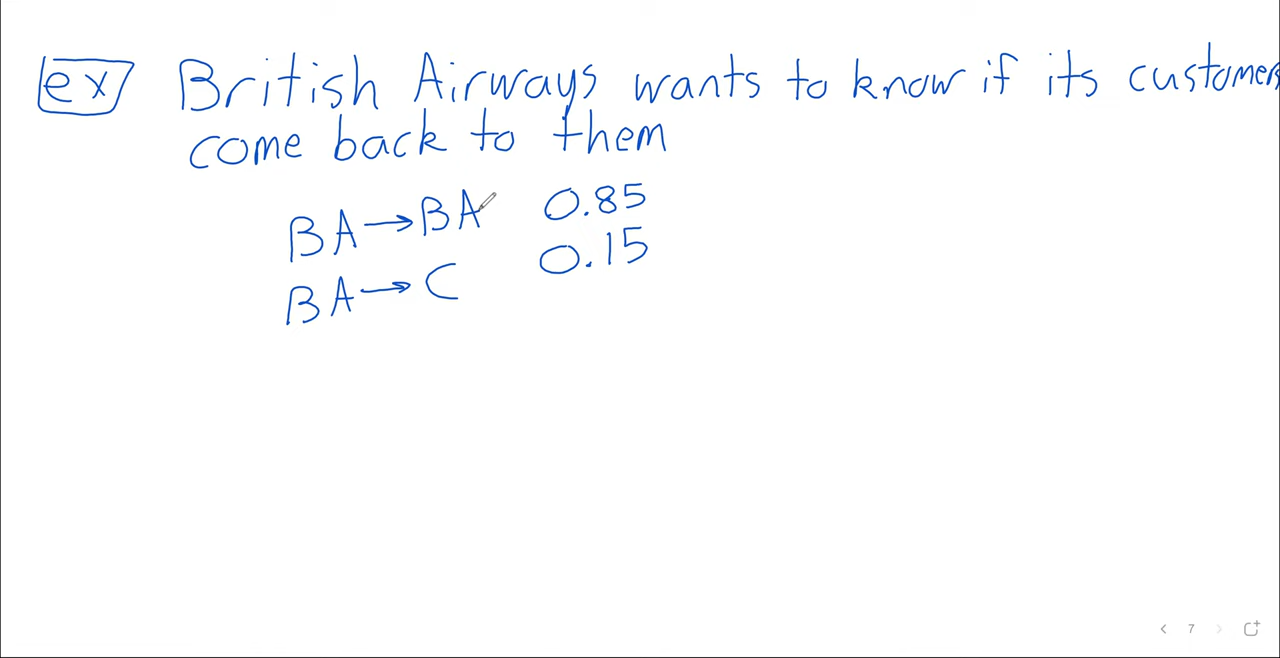 ex British Airways wants to know if its customers
come back to them
BA→BA 0.85
BA→C 0.15
7